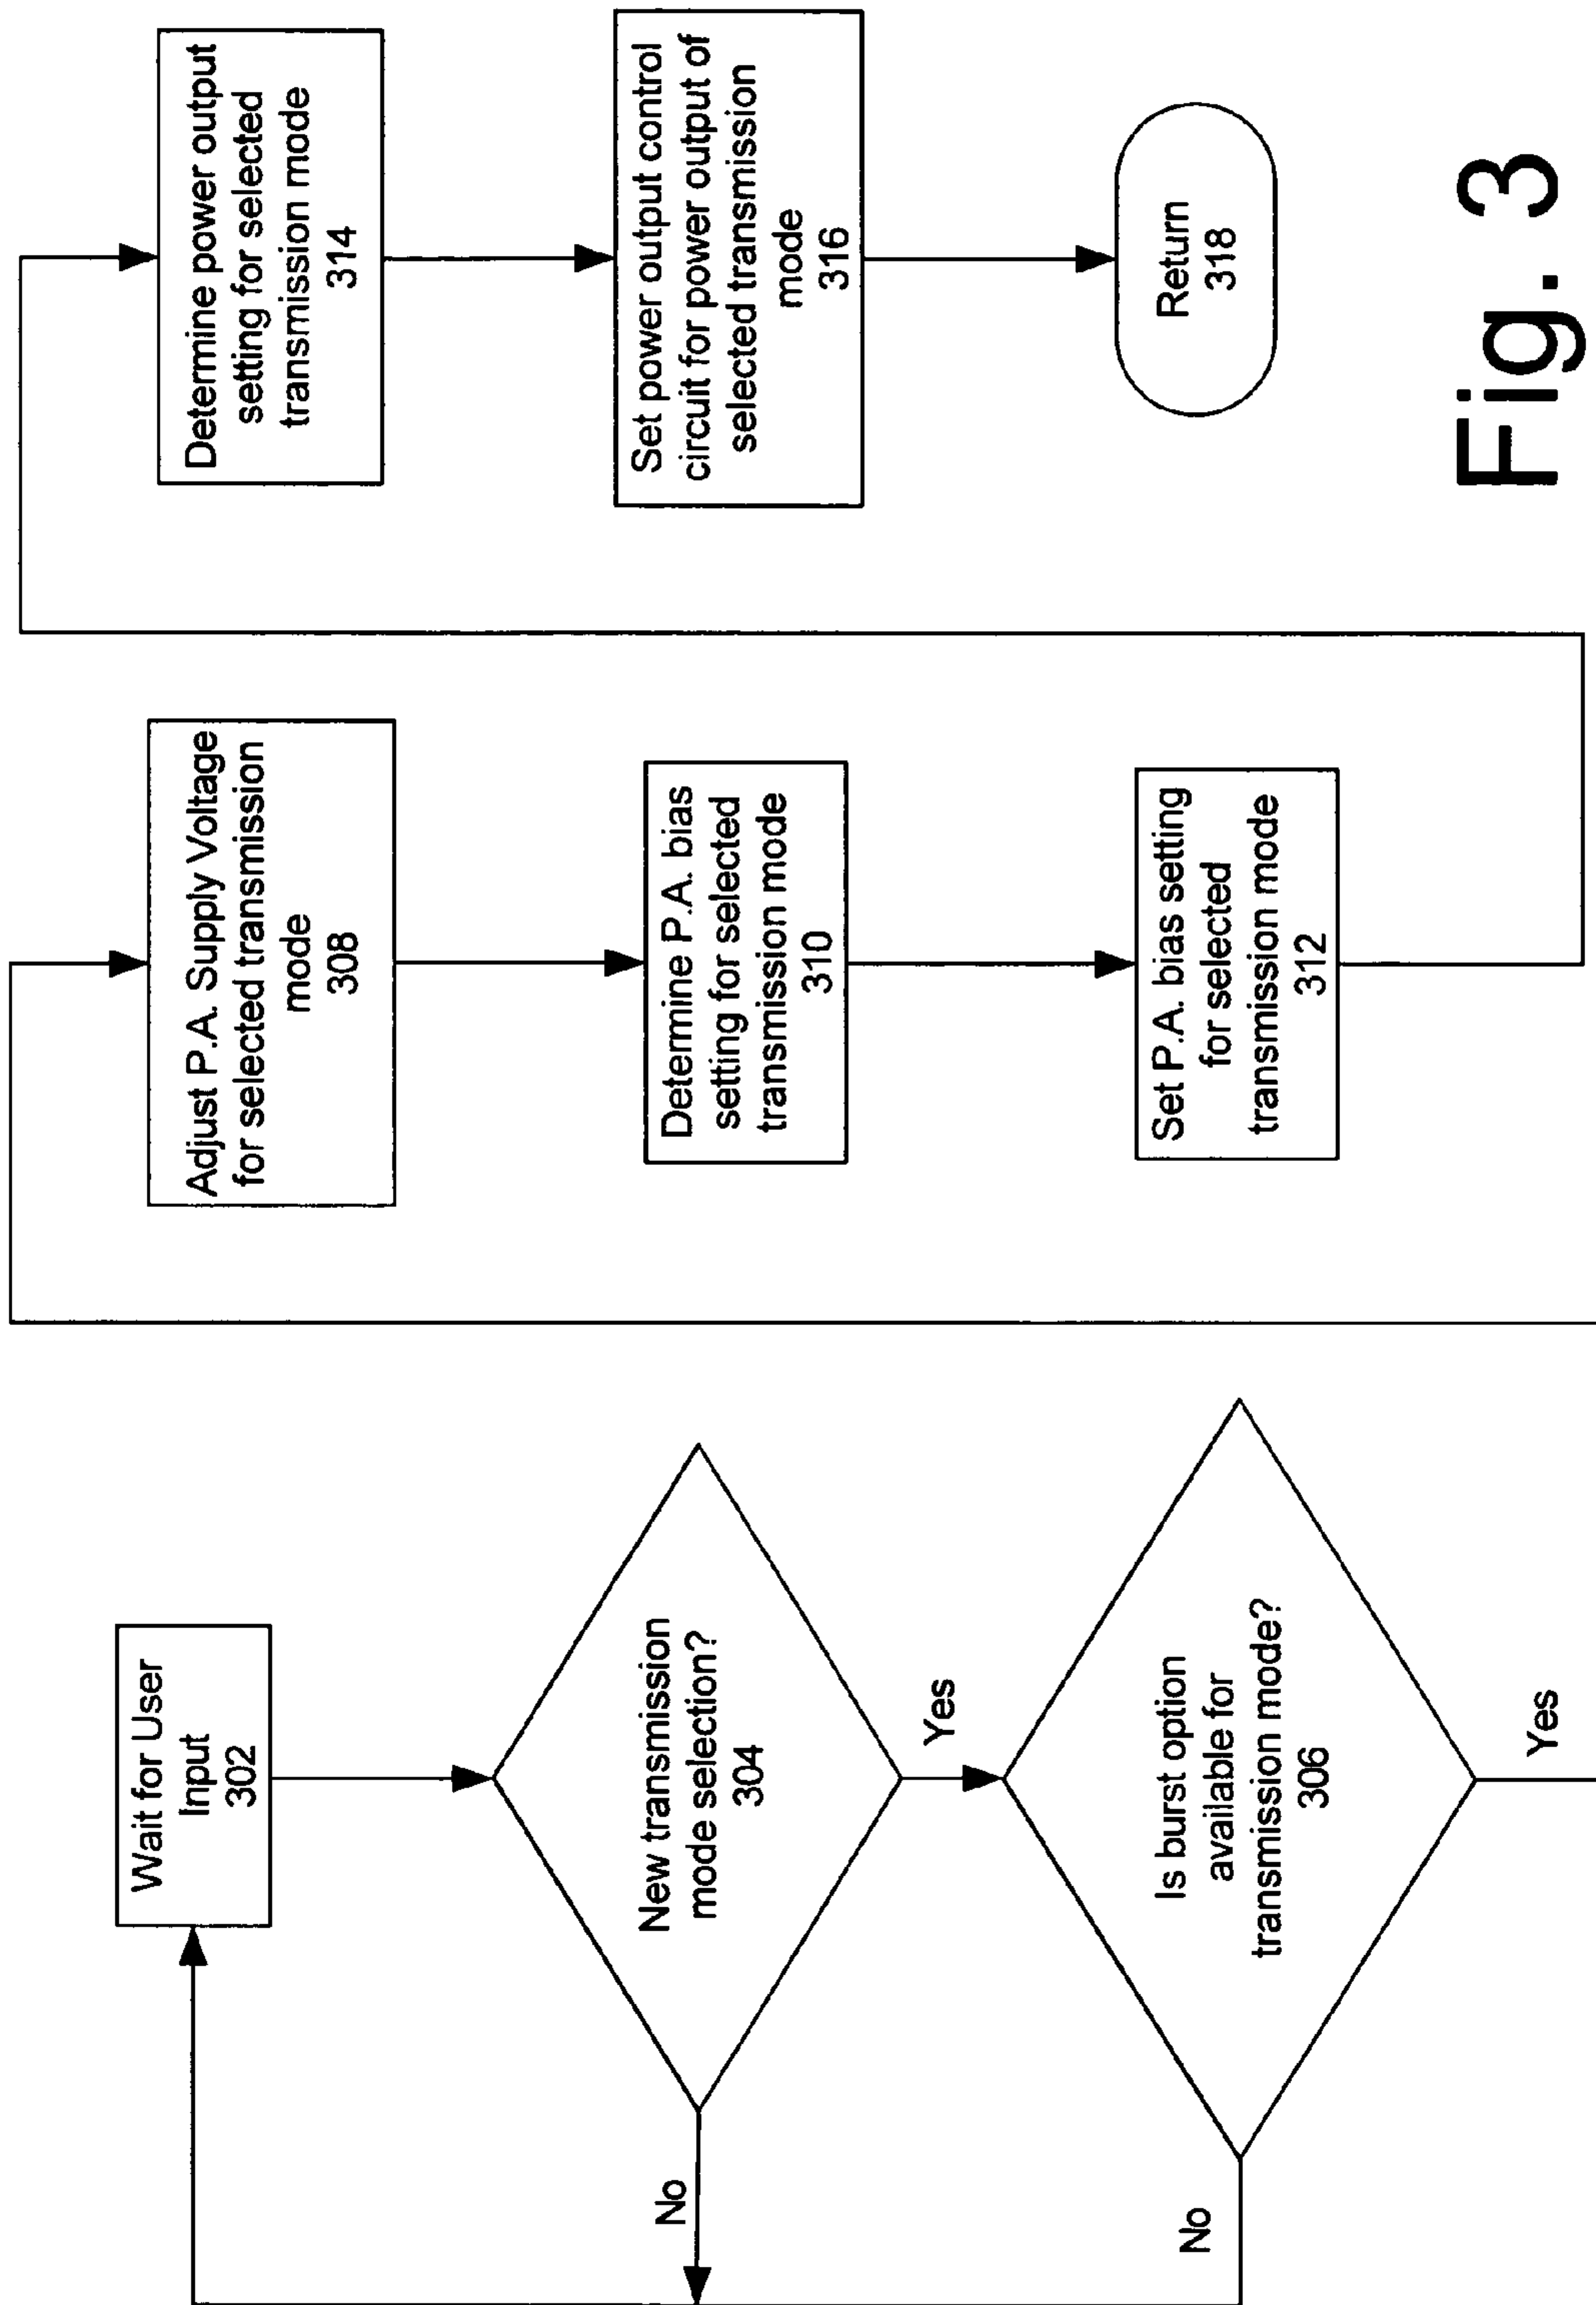 Wait for User
Input
302
New transmission
mode selection?
304
No
Yes
Is burst option
available for
transmission mode?
306
No
Yes
Adjust P.A. Supply Voltage
for selected transmission
mode
308
Determine P.A. bias
setting for selected
transmission mode
310
Set P.A. bias setting
for selected
transmission mode
312
Determine power output
setting for selected
transmission mode
314
Set power output control
circuit for power output of
selected transmission
mode
316
Return
318
Fig. 3